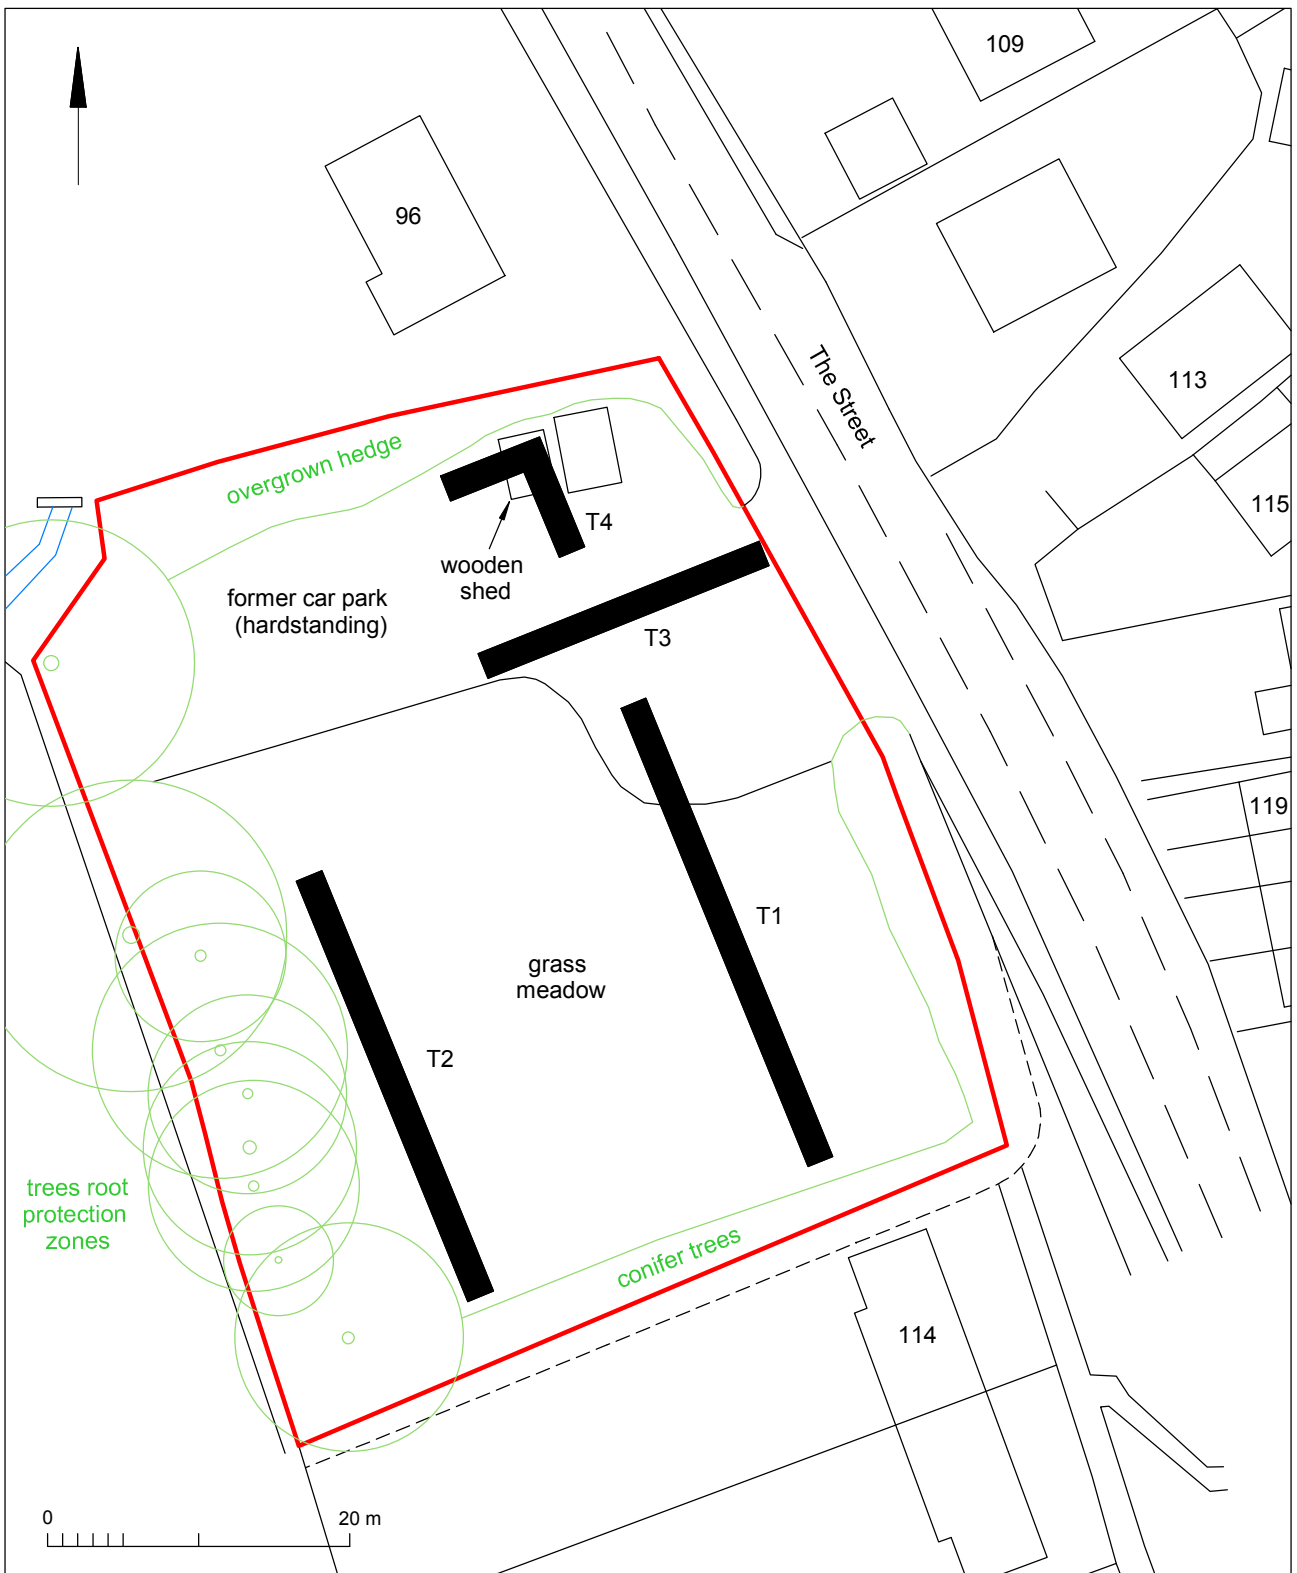 109
96
The Street
113
overgrown hedge
115
T4
wooden
shed
former car park
(hardstanding)
T3
119
T1
grass
meadow
T2
trees root
protection
zones
conifer trees
114
0
20 m